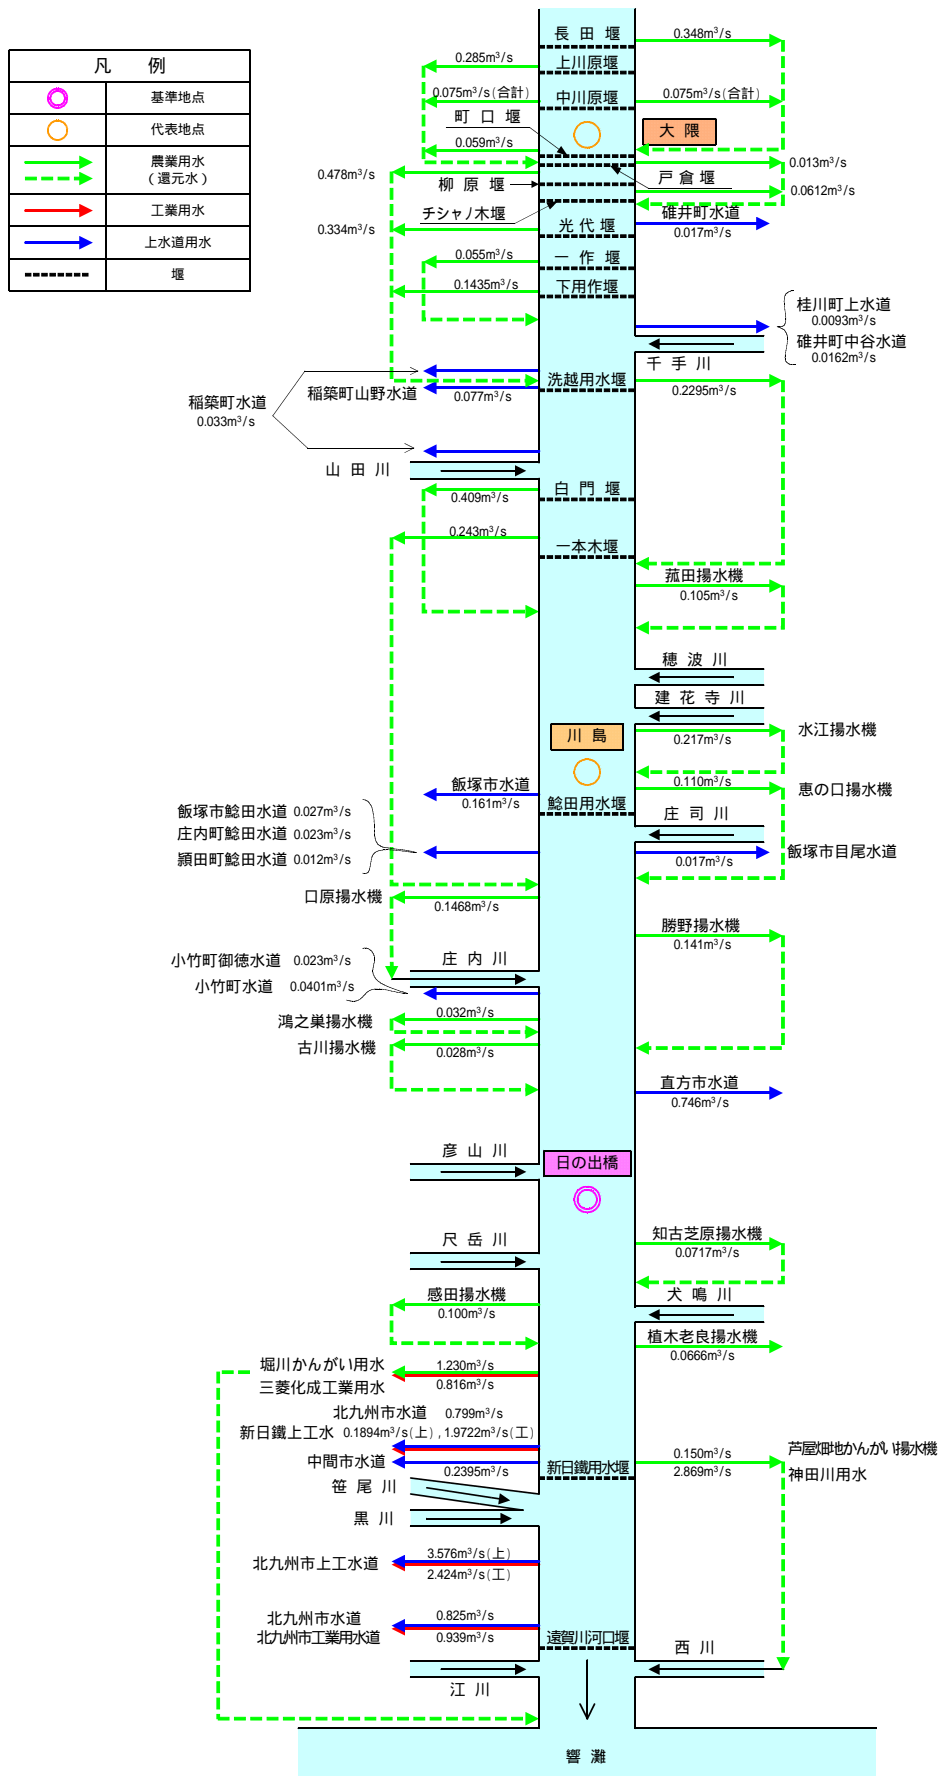 凡 例
基準地点
代表地点
農業用水
(還元水)
工業用水
上水道用水
堰
長 田 堰
0.348m³/s
0.285m³/s
上川原堰
0.075m³/s(合計)
中川原堰
0.075m³/s(合計)
町 口 堰
大 隈
0.059m³/s
0.013m³/s
0.478m³/s
戸 倉 堰
柳 原 堰
0.0612m³/s
チシャノ木堰
碓井町水道
0.017m³/s
0.334m³/s
光 代 堰
0.055m³/s
一 作 堰
0.1435m³/s
下用作堰
桂川町上水道
0.0093m³/s
碓井町中谷水道
0.0162m³/s
千 手 川
洗越用水堰
0.2295m³/s
稲築町山野水道
0.077m³/s
稲築町水道
0.033m³/s
山 田 川
白 門 堰
0.409m³/s
0.243m³/s
一本木堰
菰田揚水機
0.105m³/s
穂 波 川
建 花 寺 川
川 島
0.217m³/s
水江揚水機
飯塚市水道
0.161m³/s
0.110m³/s
恵の口揚水機
鯰田用水堰
庄 司 川
飯塚市鯰田水道 0.027m³/s
庄内町鯰田水道 0.023m³/s
頴田町鯰田水道 0.012m³/s
0.017m³/s
飯塚市目尾水道
口原揚水機
0.1468m³/s
勝野揚水機
0.141m³/s
庄 内 川
小竹町御徳水道 0.023m³/s
小竹町水道 0.0401m³/s
0.032m³/s
鴻之巣揚水機
古川揚水機
0.028m³/s
直方市水道
0.746m³/s
彦 山 川
日の出橋
尺 岳 川
知古芝原揚水機
0.0717m³/s
感田揚水機
0.100m³/s
犬 鳴 川
植木老良揚水機
0.0666m³/s
堀川かんがい用水
1.230m³/s
三菱化成工業用水
0.816m³/s
北九州市水道 0.799m³/s
新日鐵上工水 0.1894m³/s(上) , 1.9722m³/s(工)
中間市水道
0.2395m³/s
新日鐵用水堰
0.150m³/s
芦屋畑地かんがい揚水機
2.869m³/s
神田川用水
笹 尾 川
黒 川
北九州市上工水道
3.576m³/s(上)
2.424m³/s(工)
北九州市水道
0.825m³/s
北九州市工業用水道
0.939m³/s
遠賀川河口堰
西 川
江 川
響 灘